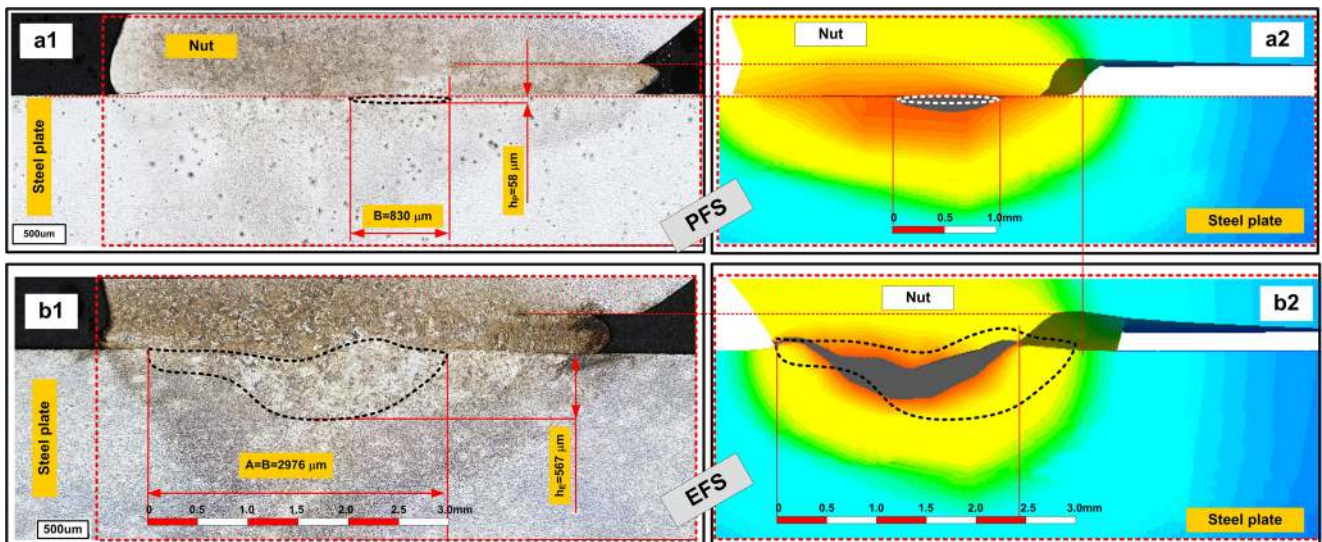 a1
Nut
Steel plate
500um
B=830 μm
hP=58 μm
PFS
Nut
a2
0
1.0mm
Steel plate
b1
Steel plate
A=B=2976 μm
hE=567 μm
0 0.5 1.0 1.5 2.0 2.5 3.0mm
500um
EFS
Nut
b2
0 0.5 1.0 1.5 2.0 2.5 3.0mm
Steel plate